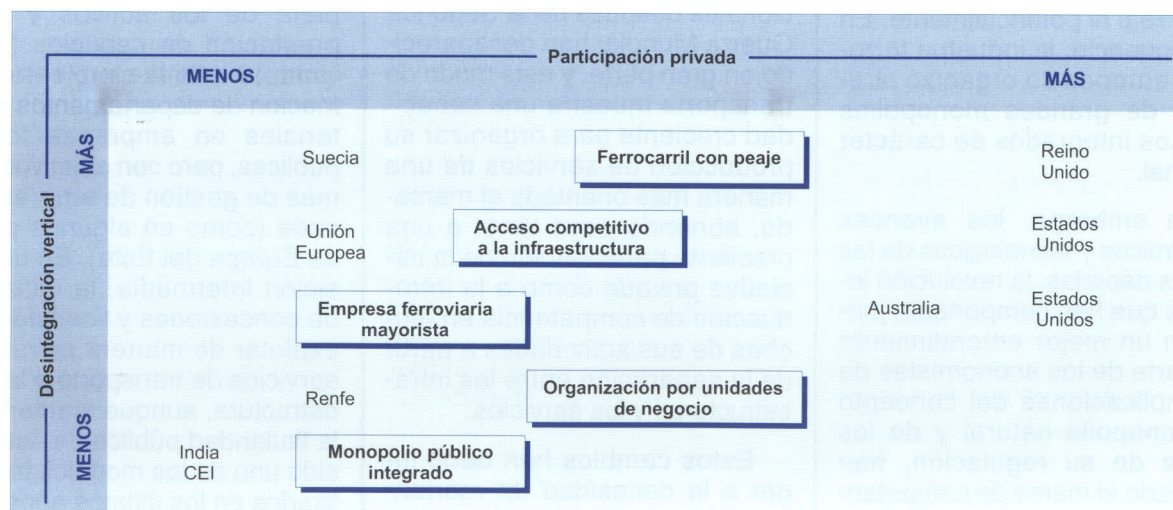 Participación privada
MENOS
MÁS
Desintegración vertical
MÁS
MENOS
Suecia
Ferrocarril con peaje
Reino
Unido
Unión
Europea
Acceso competitivo
a la infraestructura
Estados
Unidos
Empresa ferroviaria
mayorista
Australia
Estados
Unidos
Renfe
Organización por unidades
de negocio
India
CEI
Monopolio público
integrado